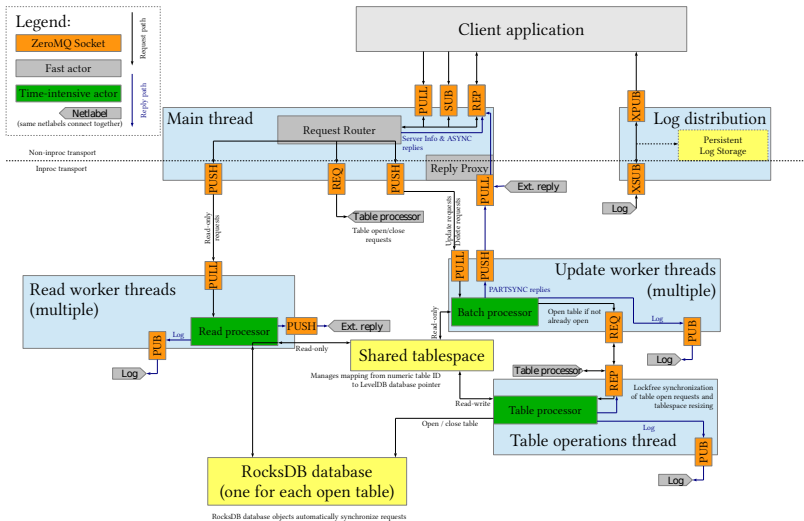 Legend:
ZeroMQ Socket
Fast actor
Time-intensive actor
Netlabel
(same netlabels connect together)
Request path
Reply path
Client application
PULL
SUB
REP
XPUB
Main thread
Request Router
Server Info & ASYNC
replies
Log distribution
Persistent
Log Storage
Non-inproc transport
Inproc transport
Reply Proxy
PUSH
REQ
PUSH
PULL
XSUB
Ext. reply
Log
Table processor
Table open/close
requests
Read-only
requests
Update requests
Delete requests
PULL
PULL
PUSH
Read worker threads
(multiple)
Update worker threads
(multiple)
PARTSYNC replies
Batch processor
Open table if not
already open
Log
REQ
PUB
Log
Read processor
PUSH
Ext. reply
Log
PUB
Log
Read-only
Read-only
Shared tablespace
Manages mapping from numeric table ID
to LevelDB database pointer
Table processor
REP
Lockfree synchronization
of table open requests and
tablespace resizing
Read-write
Table processor
Open / close table
Log
Table operations thread
PUB
Log
RocksDB database
(one for each open table)
RocksDB database objects automatically synchronize requests